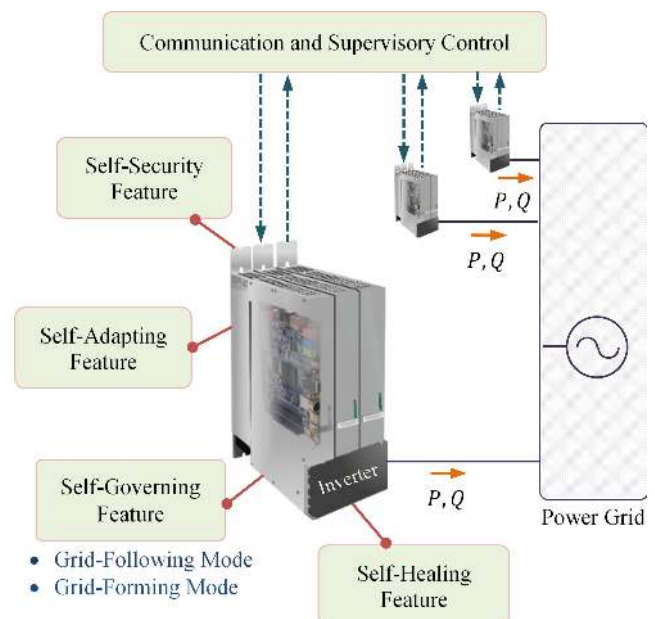 Communication and Supervisory Control
Self-Security
Feature
P, Q
P, Q
Self-Adapting
Feature
Self-Governing
Feature
Inverter
P, Q
Power Grid
• Grid-Following Mode
• Grid-Forming Mode
Self-Healing
Feature